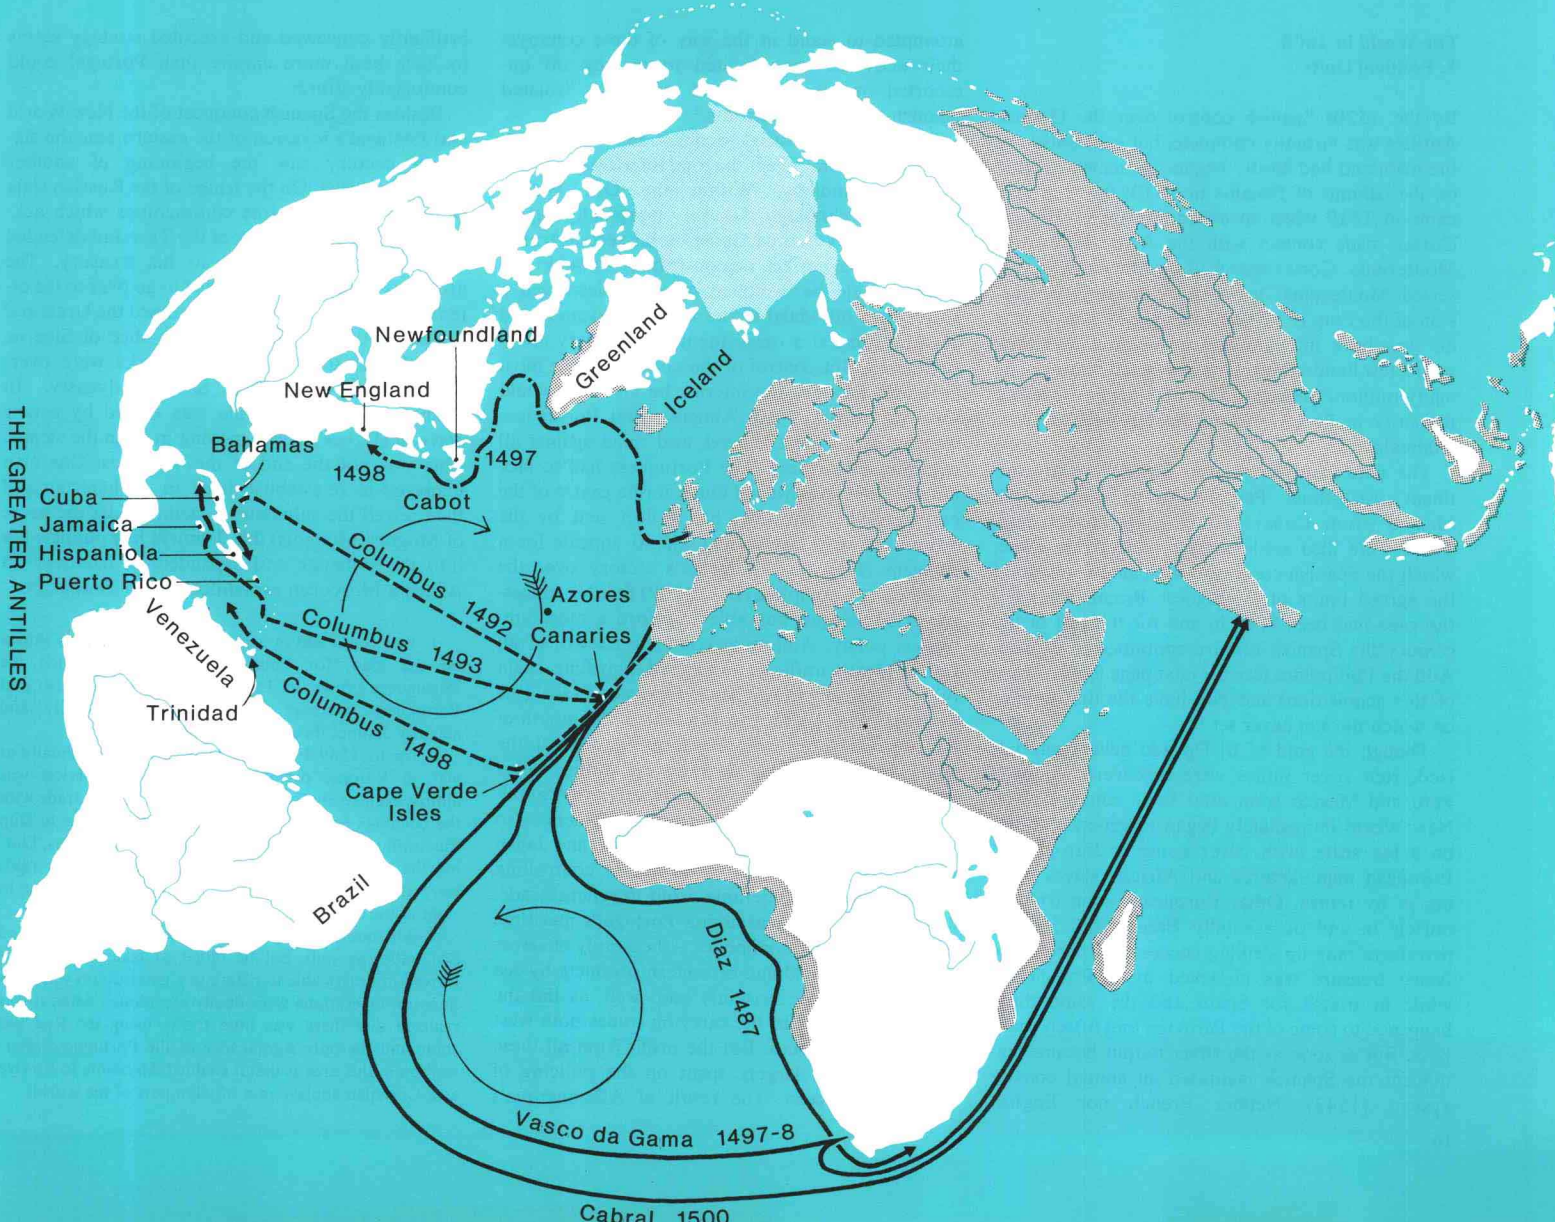 Newfoundland
Greenland
Iceland
New England
Bahamas
1498
1497
Cabot
THE GREATER ANTILLES
Cuba
Jamaica
Hispaniola
Puerto Rico
Columbus 1492
Azores
Canaries
Venezuela
Columbus 1493
Trinidad
Columbus 1498
Cape Verde
Isles
Brazil
Diaz 1487
Vasco da Gama 1497-8
Cabral 1500